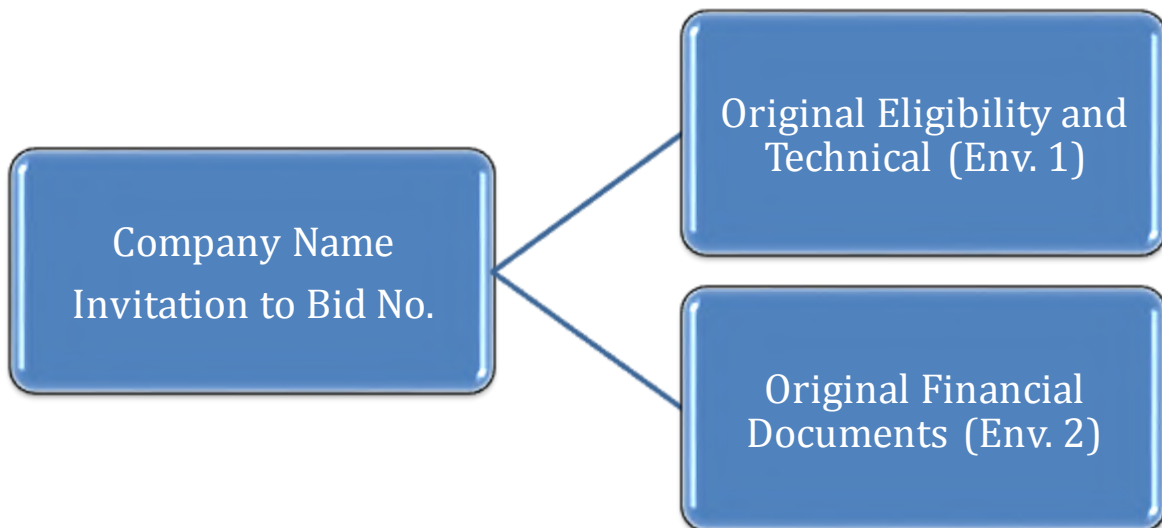 Company Name
Invitation to Bid No.
Original Eligibility and
Technical (Env. 1)
Original Financial
Documents (Env. 2)